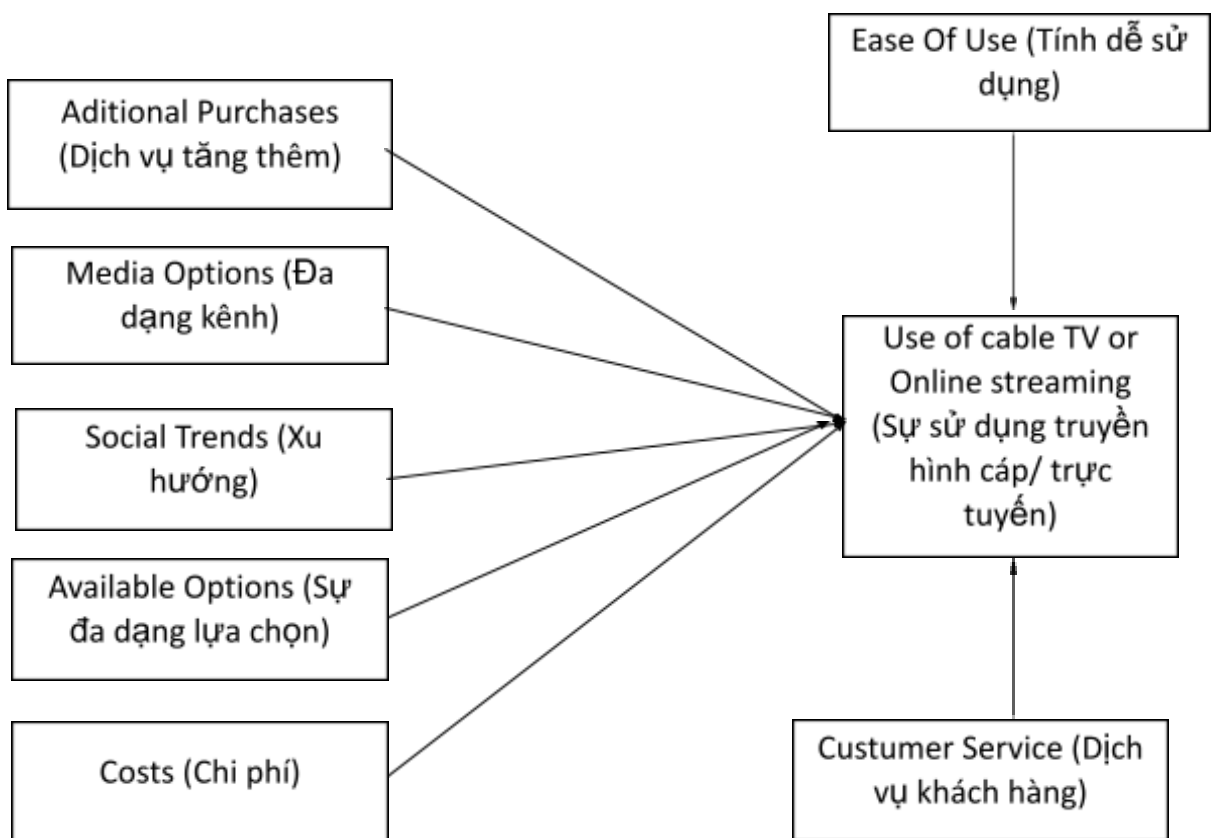 Ease Of Use (Tính dễ sử
dụng)
Aditional Purchases
(Dịch vụ tăng thêm)
Media Options (Đa
dạng kênh)
Social Trends (Xu
hướng)
Available Options (Sự
đa dạng lựa chọn)
Costs (Chi phí)
Use of cable TV or
Online streaming
(Sự sử dụng truyền
hình cáp/ trực
tuyến)
Custumer Service (Dịch
vụ khách hàng)